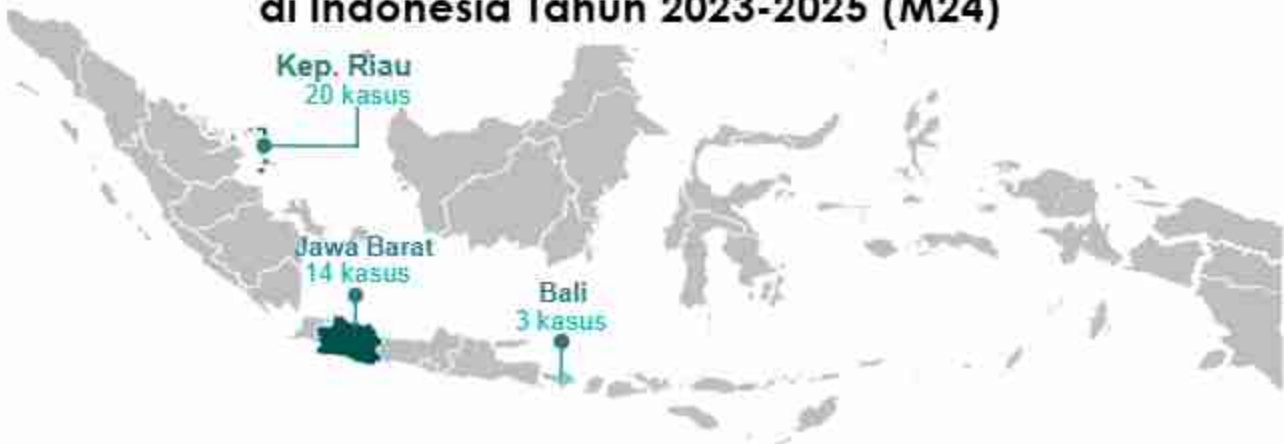 di Indonesia Tahun 2023-2025 (M24)
Kep. Riau
20 kasus
Jawa Barat
14 kasus
Bali
3 kasus